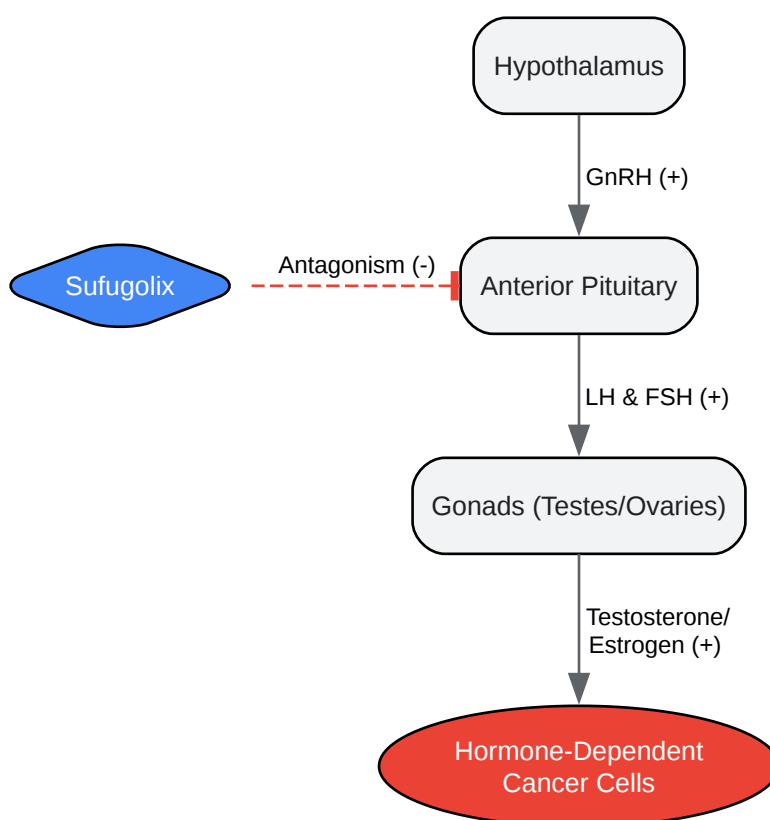 Hypothalamus
GnRH (+)
Antagonism (-)
Sufugolix
Anterior Pituitary
LH & FSH (+)
Gonads (Testes/Ovaries)
Testosterone/
Estrogen (+)
Hormone-Dependent
Cancer Cells